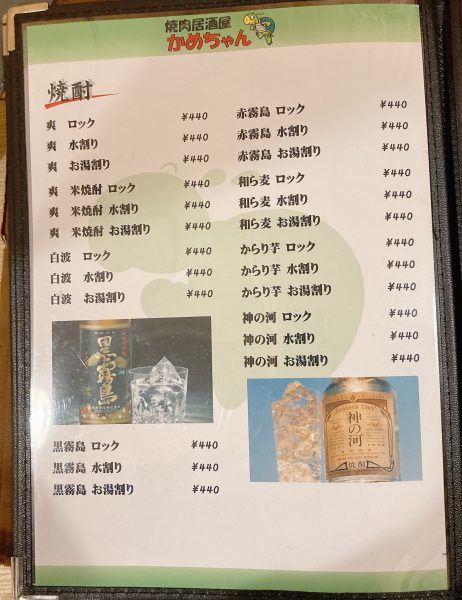 焼肉居酒屋
かめちゃん
焼酎
爽 ロック ¥440
爽 水割り ¥440
爽 お湯割り ¥440
爽 米焼酎 ロック ¥440
爽 米焼酎 水割り ¥440
爽 米焼酎 お湯割り ¥440
白波 ロック ¥440
白波 水割り ¥440
白波 お湯割り ¥440
黒霧島
黒霧島 ロック ¥440
黒霧島 水割り ¥440
黒霧島 お湯割り ¥440
赤霧島 ロック ¥440
赤霧島 水割り ¥440
赤霧島 お湯割り ¥440
和ら麦 ロック ¥440
和ら麦 水割り ¥440
和ら麦 お湯割り ¥440
からり芋 ロック ¥440
からり芋 水割り ¥440
からり芋 お湯割り ¥440
神の河 ロック ¥440
神の河 水割り ¥440
神の河 お湯割り ¥440
神の河
焼酎